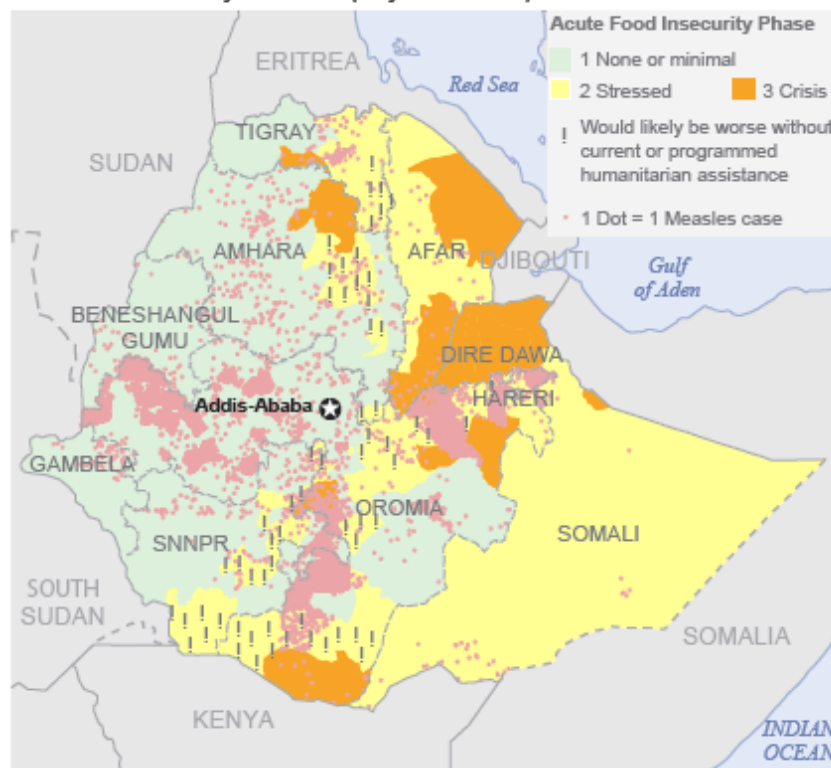 Acute Food Insecurity Phase
1 None or minimal
2 Stressed
3 Crisis
! Would likely be worse without
current or programmed
humanitarian assistance
1 Dot = 1 Measles case
ERITREA
Red Sea
TIGRAY
SUDAN
AMHARA
AFAR
DJIBOUTI
Gulf
of Aden
BENESHANGUL
GUMU
DIRE DAWA
HARERI
Addis-Ababa
GAMBELA
OROMIA
SNNPR
SOMALI
SOUTH
SUDAN
SOMALIA
KENYA
INDIAN
OCEAN